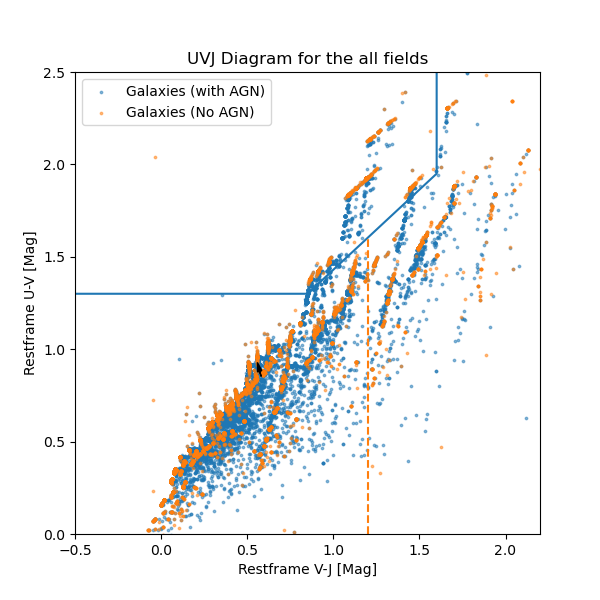 UVJ Diagram for the all fields
Galaxies (with AGN)
Galaxies (No AGN)
Restframe U-V [Mag]
2.5
2.0
1.5
1.0
0.5
0.0
−0.5 0.0 0.5 1.0 1.5 2.0
Restframe V-J [Mag]